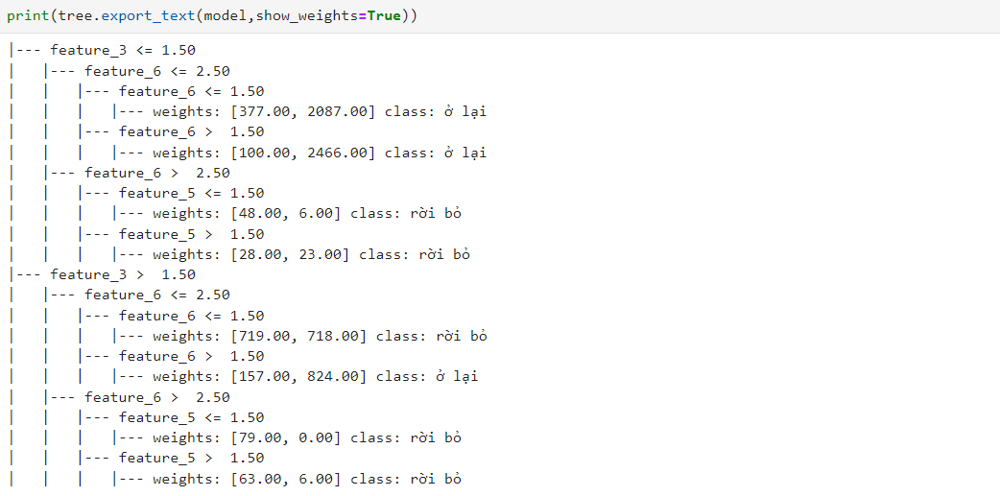 print(tree.export_text(model,show_weights=True))
|--- feature_3 <= 1.50
|   |--- feature_6 <= 2.50
|   |   |--- feature_6 <= 1.50
|   |   |   |--- weights: [377.00, 2087.00] class: ở lại
|   |   |--- feature_6 >  1.50
|   |   |   |--- weights: [100.00, 2466.00] class: ở lại
|   |--- feature_6 >  2.50
|   |   |--- feature_5 <= 1.50
|   |   |   |--- weights: [48.00, 6.00] class: rời bỏ
|   |   |--- feature_5 >  1.50
|   |   |   |--- weights: [28.00, 23.00] class: rời bỏ
|--- feature_3 >  1.50
|   |--- feature_6 <= 2.50
|   |   |--- feature_6 <= 1.50
|   |   |   |--- weights: [719.00, 718.00] class: rời bỏ
|   |   |--- feature_6 >  1.50
|   |   |   |--- weights: [157.00, 824.00] class: ở lại
|   |--- feature_6 >  2.50
|   |   |--- feature_5 <= 1.50
|   |   |   |--- weights: [79.00, 0.00] class: rời bỏ
|   |   |--- feature_5 >  1.50
|   |   |   |--- weights: [63.00, 6.00] class: rời bỏ